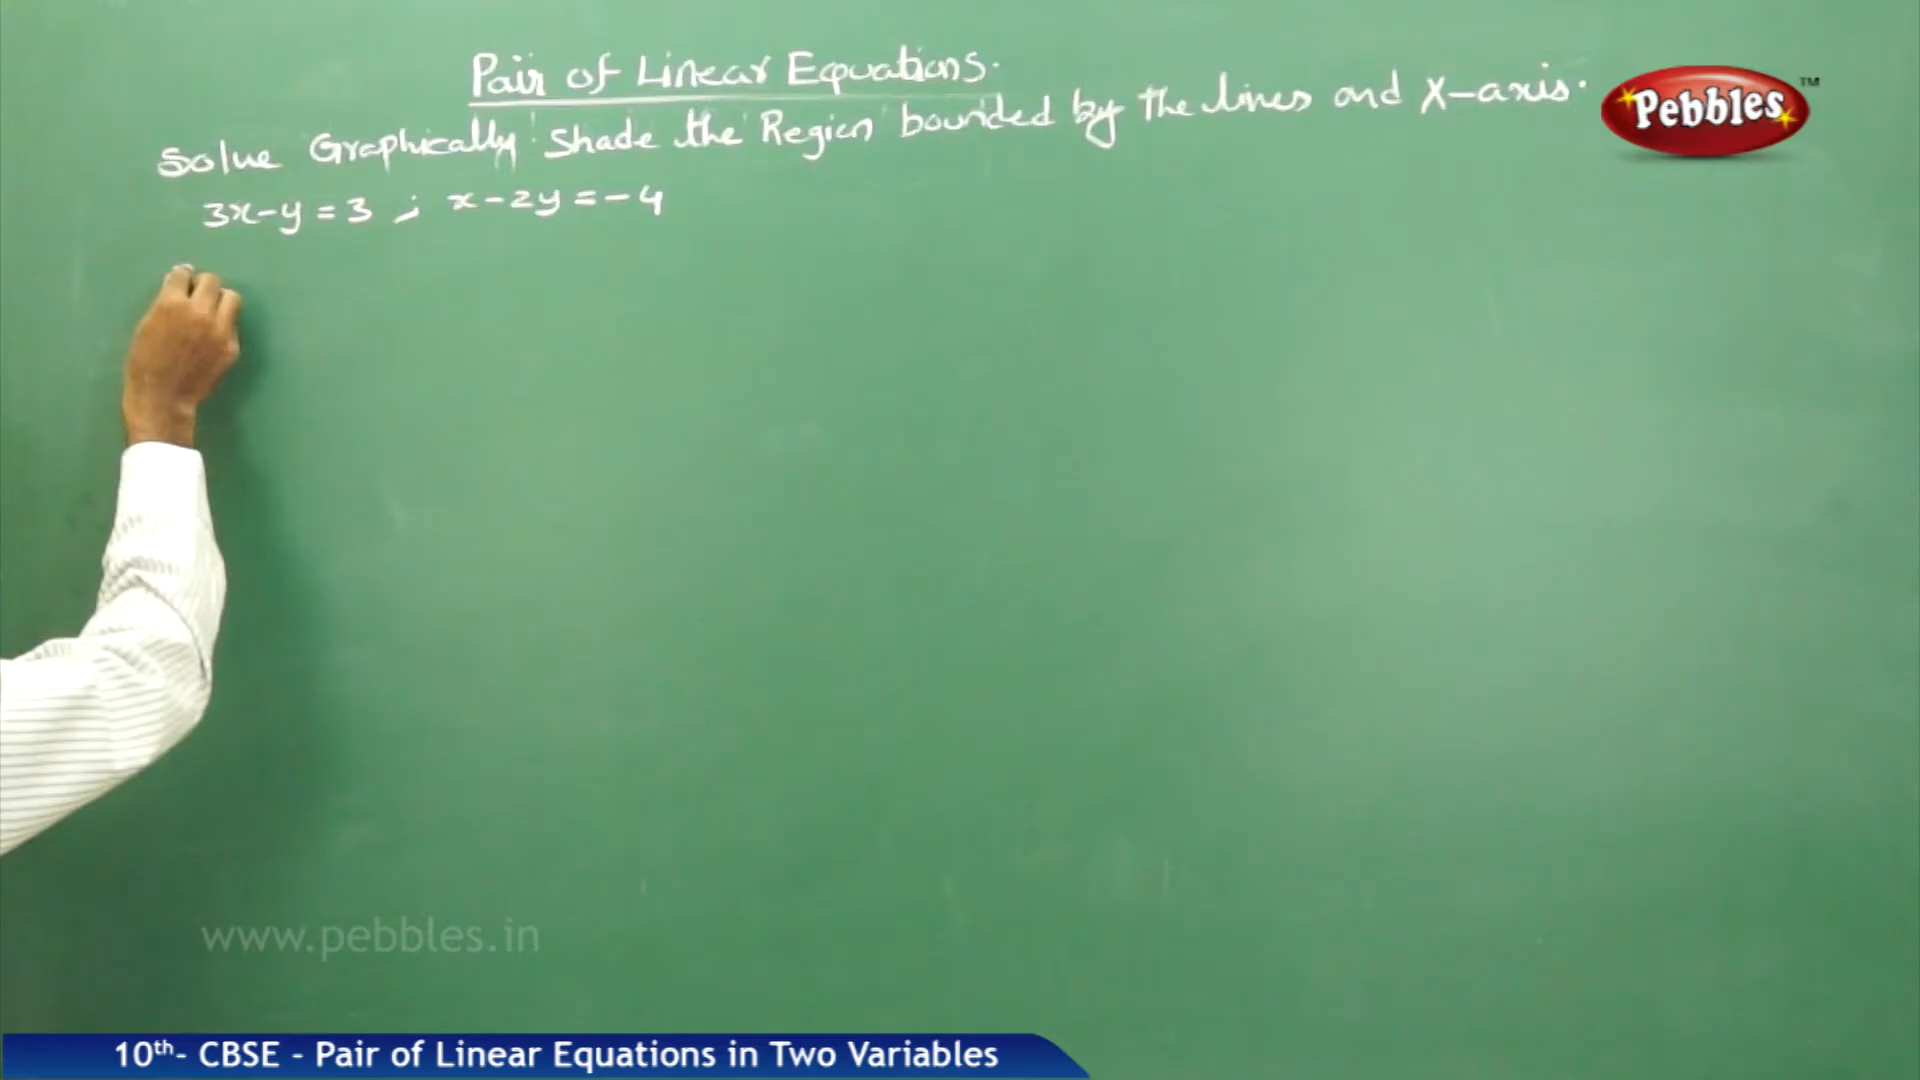 Pair of Linear Equations.
Solve Graphically. Shade the Region bounded by the lines and X-axis.
3x-y=3 ; x-2y=-4
Pebbles™
www.pebbles.in
10th- CBSE – Pair of Linear Equations in Two Variables